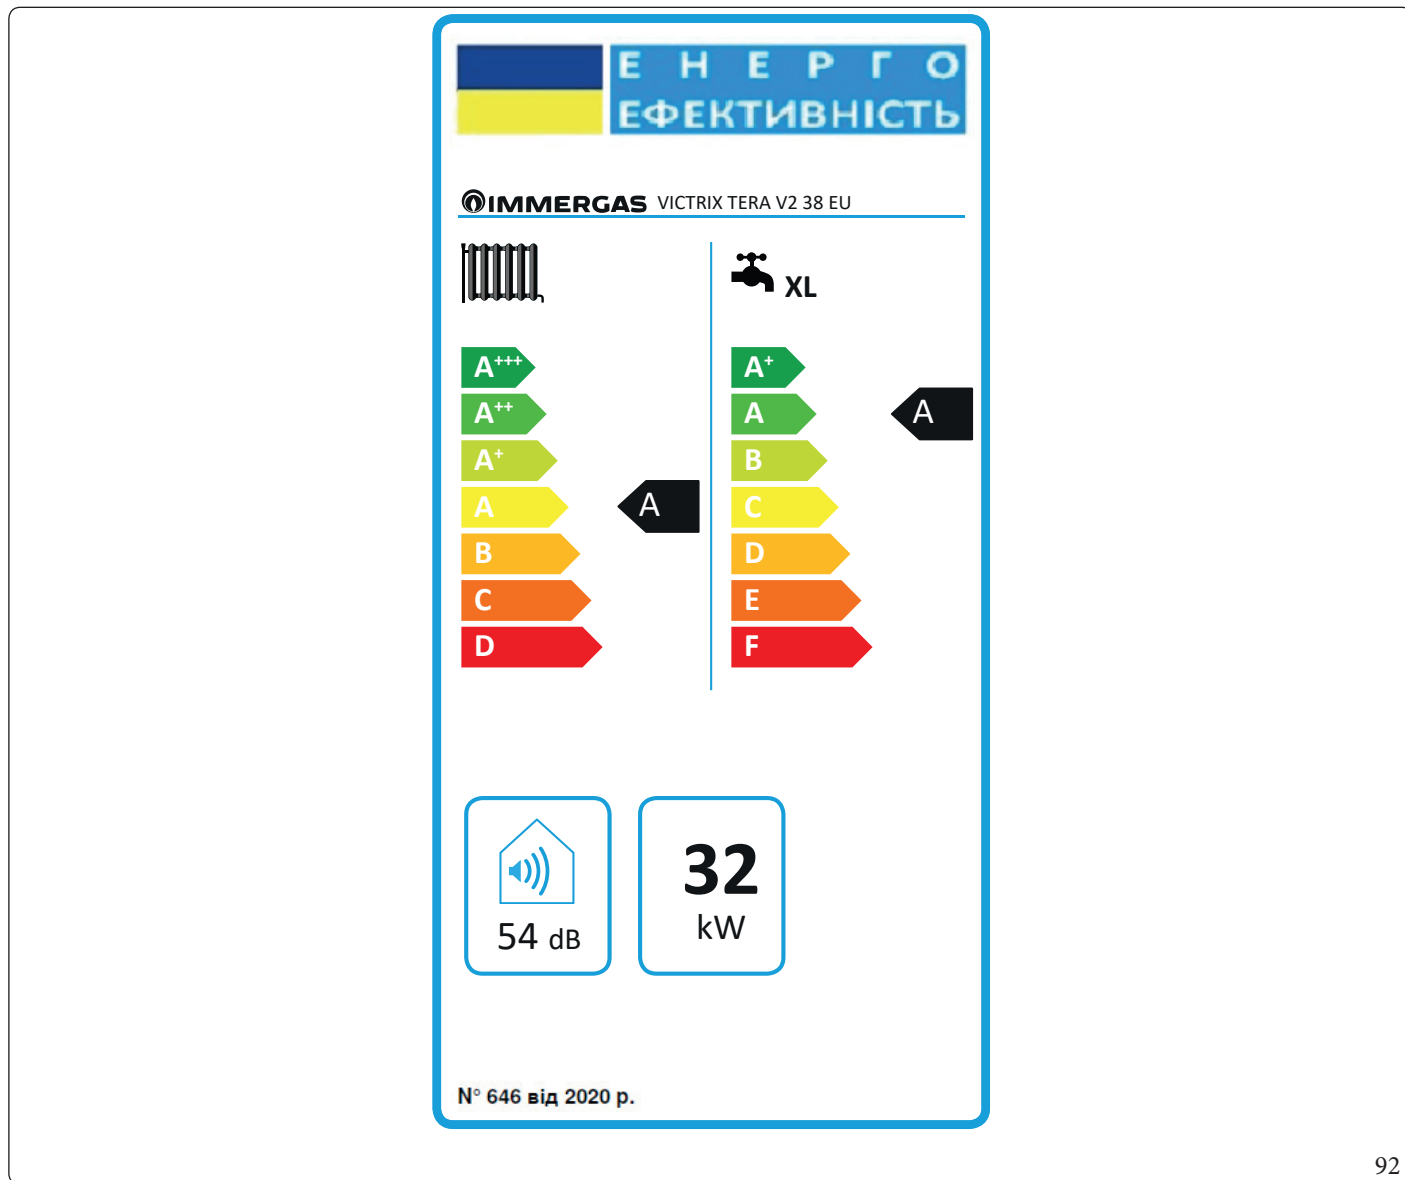 Е Н Е Р Г О
ЕФЕКТИВНІСТЬ
IMMERGAS VICTRIX TERA V2 38 EU
XL
A+++
A++
A+
A
B
C
D
A
A+
A
B
C
D
E
F
A
54 dB
32
kW
N° 646 від 2020 р.
92